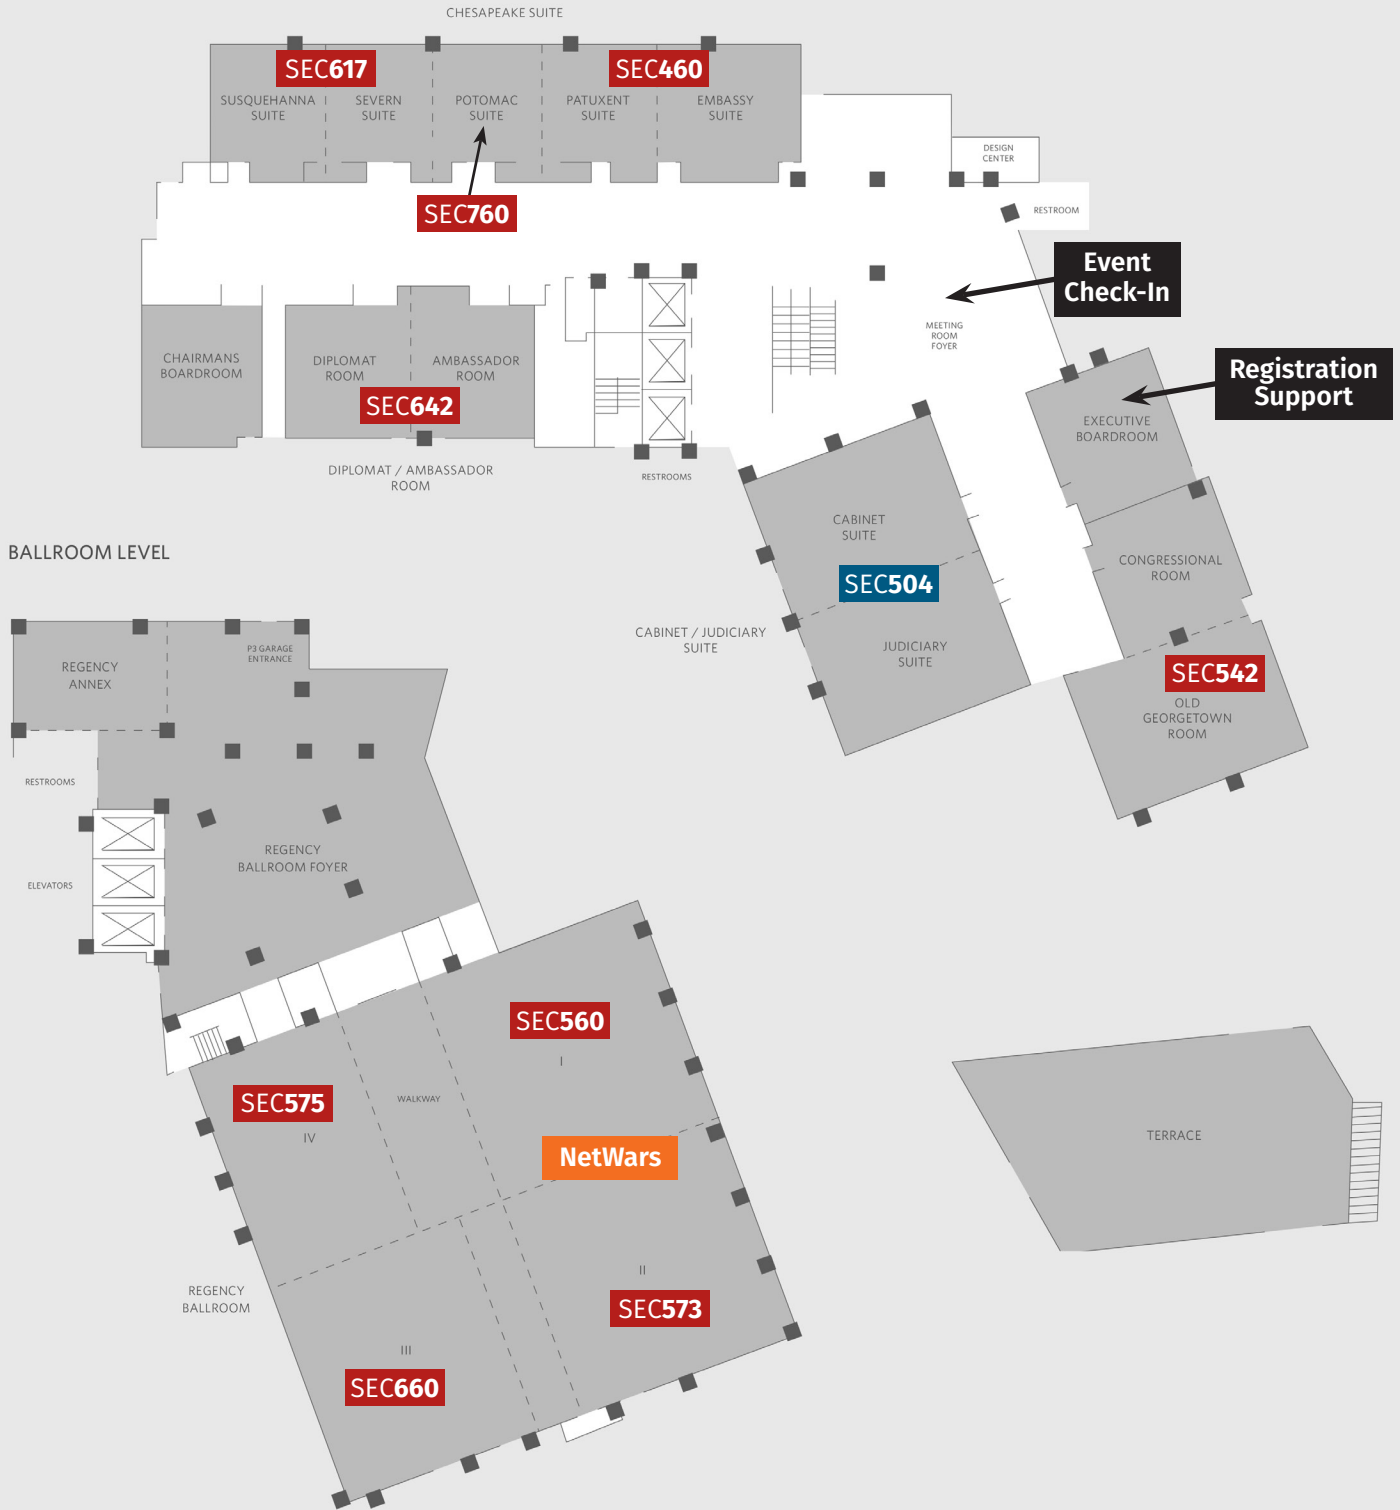 CHESAPEAKE SUITE
SEC617
SEC460
SUSQUEHANNA
SUITE
SEVERN
SUITE
POTOMAC
SUITE
PATUXENT
SUITE
EMBASSY
SUITE
DESIGN
CENTER
SEC760
RESTROOM
Event
Check-In
MEETING
ROOM
FOYER
CHAIRMANS
BOARDROOM
DIPLOMAT
ROOM
AMBASSADOR
ROOM
SEC642
Registration
Support
EXECUTIVE
BOARDROOM
DIPLOMAT / AMBASSADOR
ROOM
RESTROOMS
CABINET
SUITE
BALLROOM LEVEL
CONGRESSIONAL
ROOM
SEC504
CABINET / JUDICIARY
SUITE
JUDICIARY
SUITE
P3 GARAGE
ENTRANCE
REGENCY
ANNEX
SEC542
OLD
GEORGETOWN
ROOM
RESTROOMS
REGENCY
BALLROOM FOYER
ELEVATORS
SEC560
I
SEC575
IV
WALKWAY
NetWars
TERRACE
II
REGENCY
BALLROOM
SEC573
III
SEC660